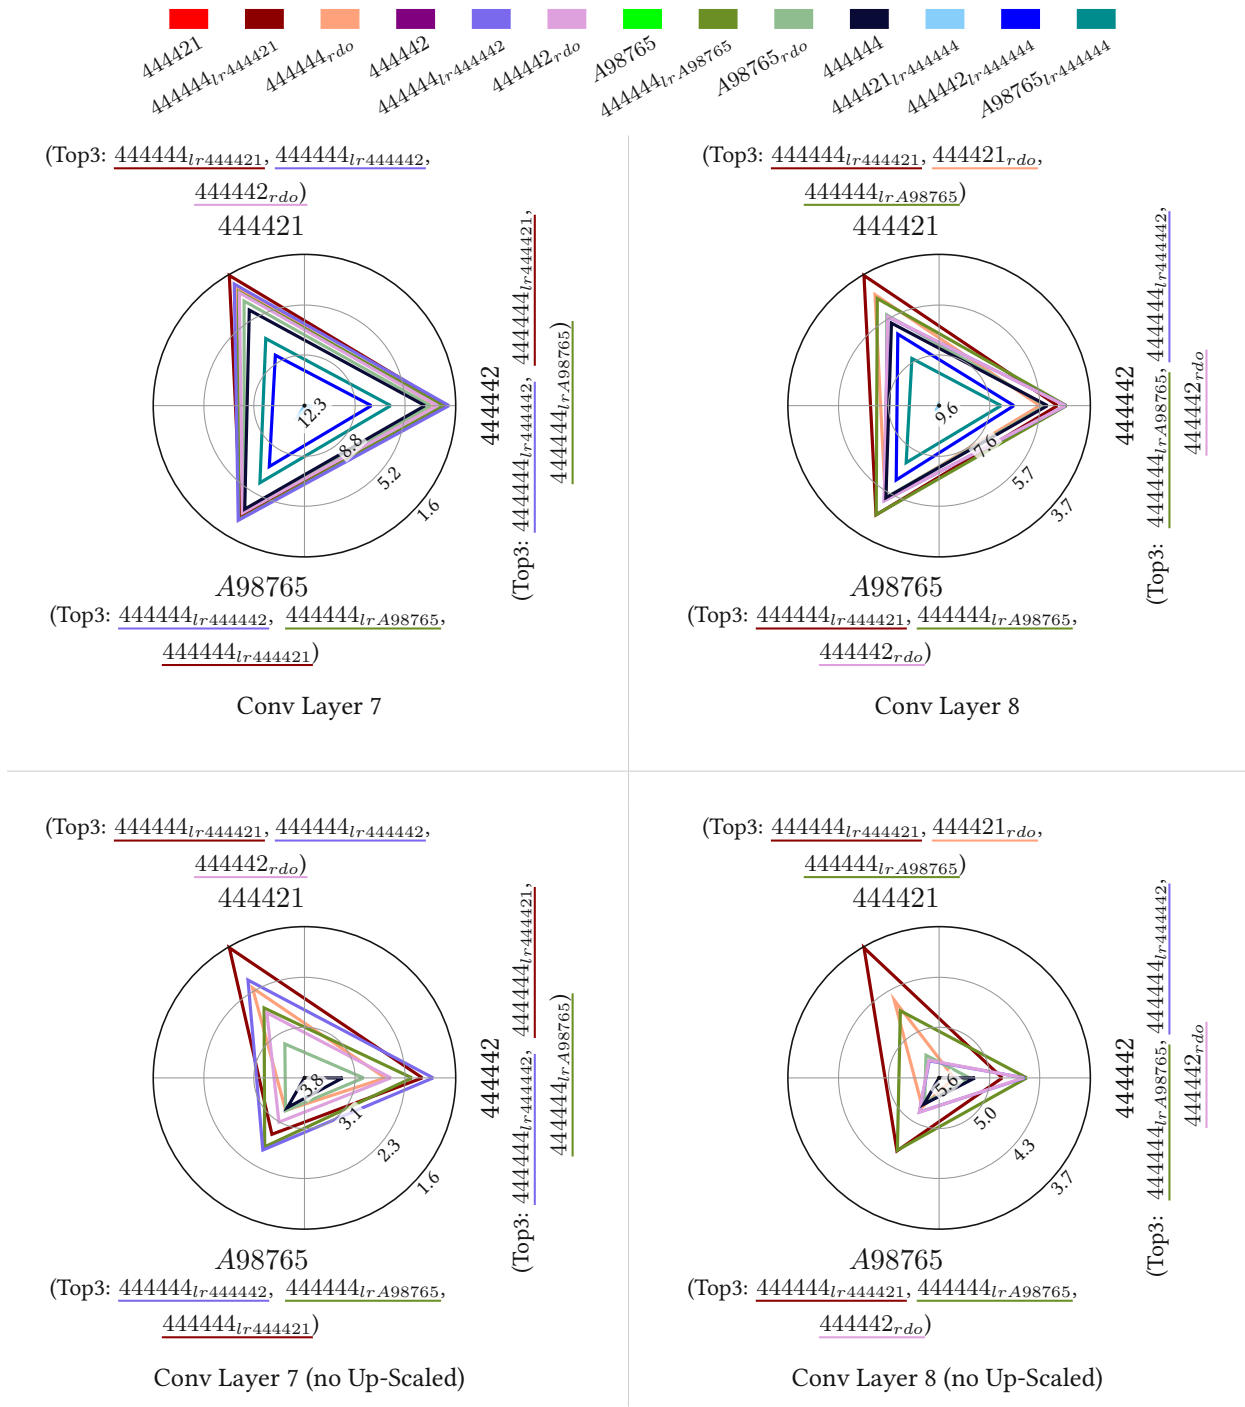 444421
444444lr444421
444444rdo
444442
444444lr444442
444442rdo
A98765
444444lrA98765
A98765rdo
444444
444421lr444444
444442lr444444
A98765lr444444
(Top3: 444444lr444421, 444444lr444442,
444442rdo)
444421
12.3
8.8
5.2
1.6
444442
(Top3: 444444lr444442, 444444lr444421,
444444lrA98765)
A98765
(Top3: 444444lr444442, 444444lrA98765,
444444lr444421)
Conv Layer 7
(Top3: 444444lr444421, 444421rdo,
444444lrA98765)
444421
9.6
7.6
5.7
3.7
444442
(Top3: 444444lrA98765, 444444lr444442,
444442rdo
A98765
(Top3: 444444lr444421, 444444lrA98765,
444442rdo)
Conv Layer 8
(Top3: 444444lr444421, 444444lr444442,
444442rdo)
444421
3.8
3.1
2.3
1.6
444442
(Top3: 444444lr444442, 444444lr444421,
444444lrA98765)
A98765
(Top3: 444444lr444442, 444444lrA98765,
444444lr444421)
Conv Layer 7 (no Up-Scaled)
(Top3: 444444lr444421, 444421rdo,
444444lrA98765)
444421
5.6
5.0
4.3
3.7
444442
(Top3: 444444lrA98765, 444444lr444442,
444442rdo
A98765
(Top3: 444444lr444421, 444444lrA98765,
444442rdo)
Conv Layer 8 (no Up-Scaled)